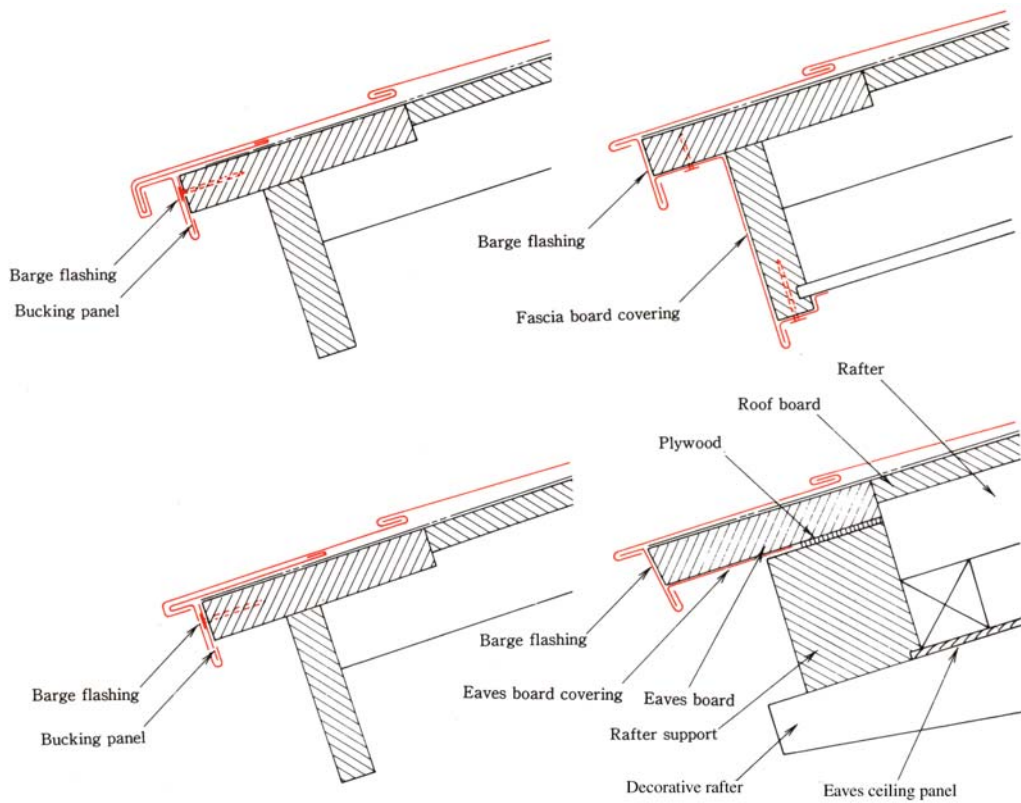 Barge flashing
Bucking panel
Barge flashing
Fascia board covering
Rafter
Roof board
Plywood
Barge flashing
Bucking panel
Barge flashing
Eaves board covering
Eaves board
Rafter support
Decorative rafter
Eaves ceiling panel